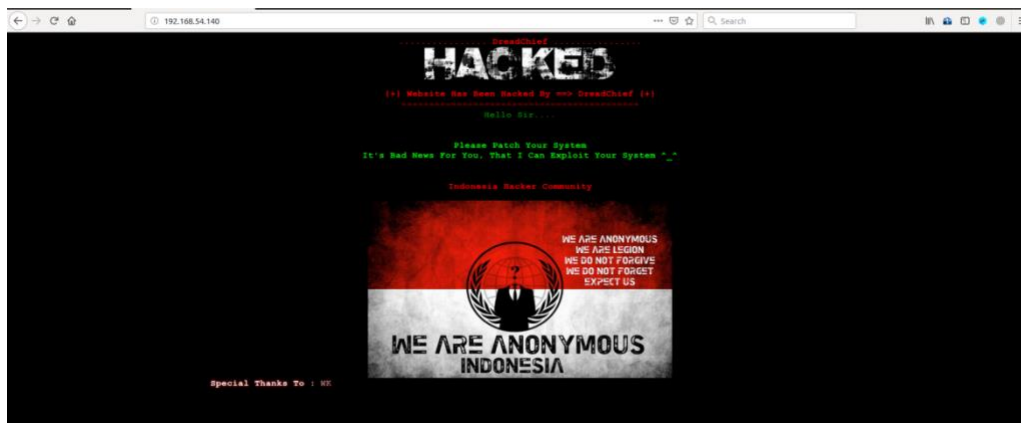 192.168.54.140
Search
................ DreadChief ................
HACKED
[+] Website Has Been Hacked By ==> DreadChief [+]
Hello Sir....
Please Patch Your System
It's Bad News For You, That I Can Exploit Your System ^_^
Indonesia Hacker Community
WE ARE ANONYMOUS
WE ARE LEGION
WE DO NOT FORGIVE
WE DO NOT FORGET
EXPECT US
?
WE ARE ANONYMOUS
INDONESIA
Special Thanks To : WK